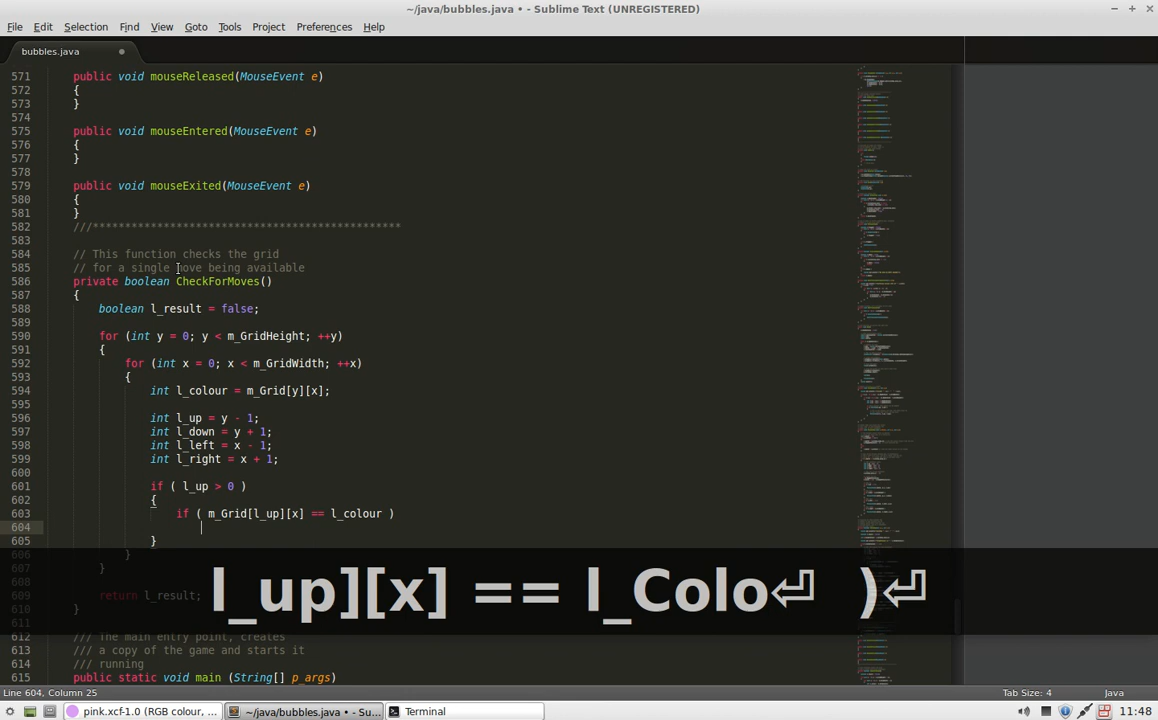 ~/java/bubbles.java • - Sublime Text (UNREGISTERED)
File Edit Selection Find View Goto Tools Project Preferences Help
bubbles.java
571 public void mouseReleased(MouseEvent e)
572 {
573 }
574
575 public void mouseEntered(MouseEvent e)
576 {
577 }
578
579 public void mouseExited(MouseEvent e)
580 {
581 }
582 ///************************************************
583
584 // This function checks the grid
585 // for a single move being available
586 private boolean CheckForMoves()
587 {
588 boolean l_result = false;
589
590 for (int y = 0; y < m_GridHeight; ++y)
591 {
592 for (int x = 0; x < m_GridWidth; ++x)
593 {
594 int l_colour = m_Grid[y][x];
595
596 int l_up = y - 1;
597 int l_down = y + 1;
598 int l_left = x - 1;
599 int l_right = x + 1;
600
601 if ( l_up > 0 )
602 {
603 if ( m_Grid[l_up][x] == l_colour )
604
605 }
606 }
607 }
608
609 return l_result;
610 }
611
612 /// The main entry point, creates
613 /// a copy of the game and starts it
614 /// running
615 public static void main (String[] p_args)
l_up][x] == l_Colo⏎ )⏎
Line 604, Column 25 Tab Size: 4 Java
pink.xcf-1.0 (RGB colour, ... ~/java/bubbles.java • - Su... Terminal 11:48